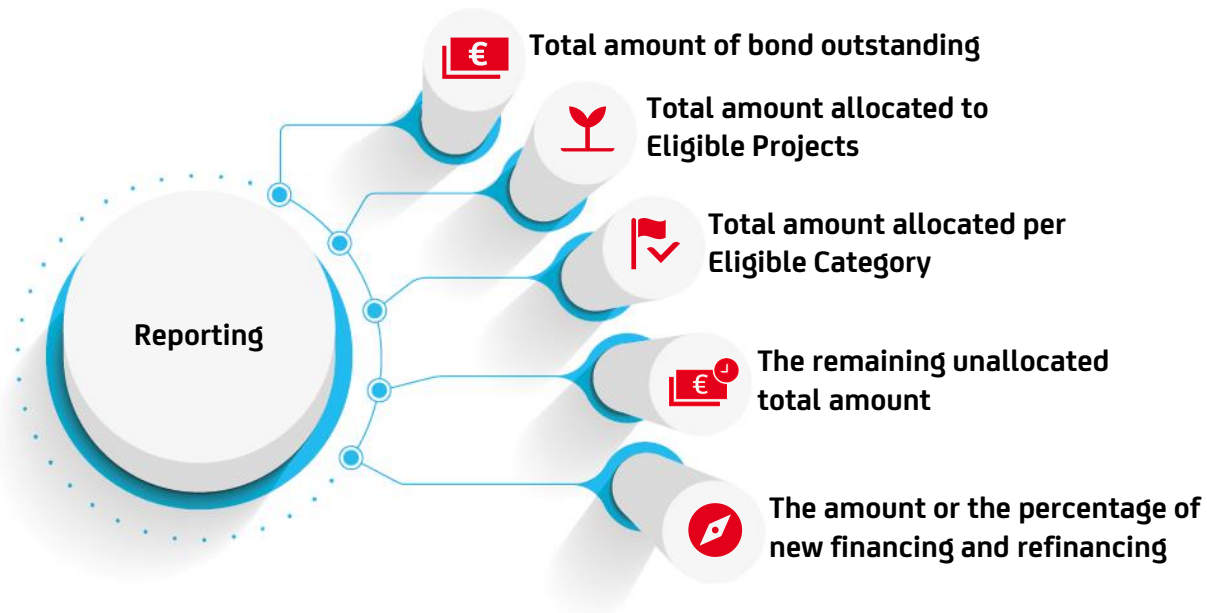 Total amount of bond outstanding
Total amount allocated to
Eligible Projects
Total amount allocated per
Eligible Category
Reporting
The remaining unallocated
total amount
The amount or the percentage of
new financing and refinancing
€
€